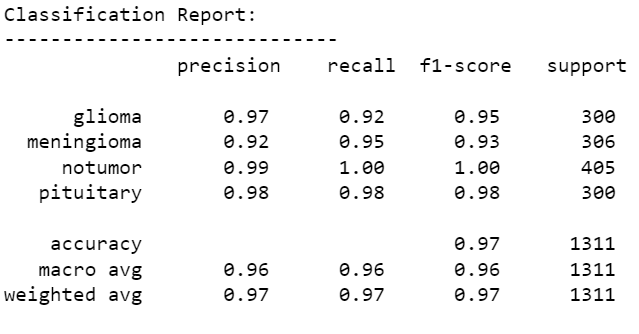 Classification Report:
------------------------------
precision recall f1-score support
glioma 0.97 0.92 0.95 300
meningioma 0.92 0.95 0.93 306
notumor 0.99 1.00 1.00 405
pituitary 0.98 0.98 0.98 300
accuracy 0.97 1311
macro avg 0.96 0.96 0.96 1311
weighted avg 0.97 0.97 0.97 1311